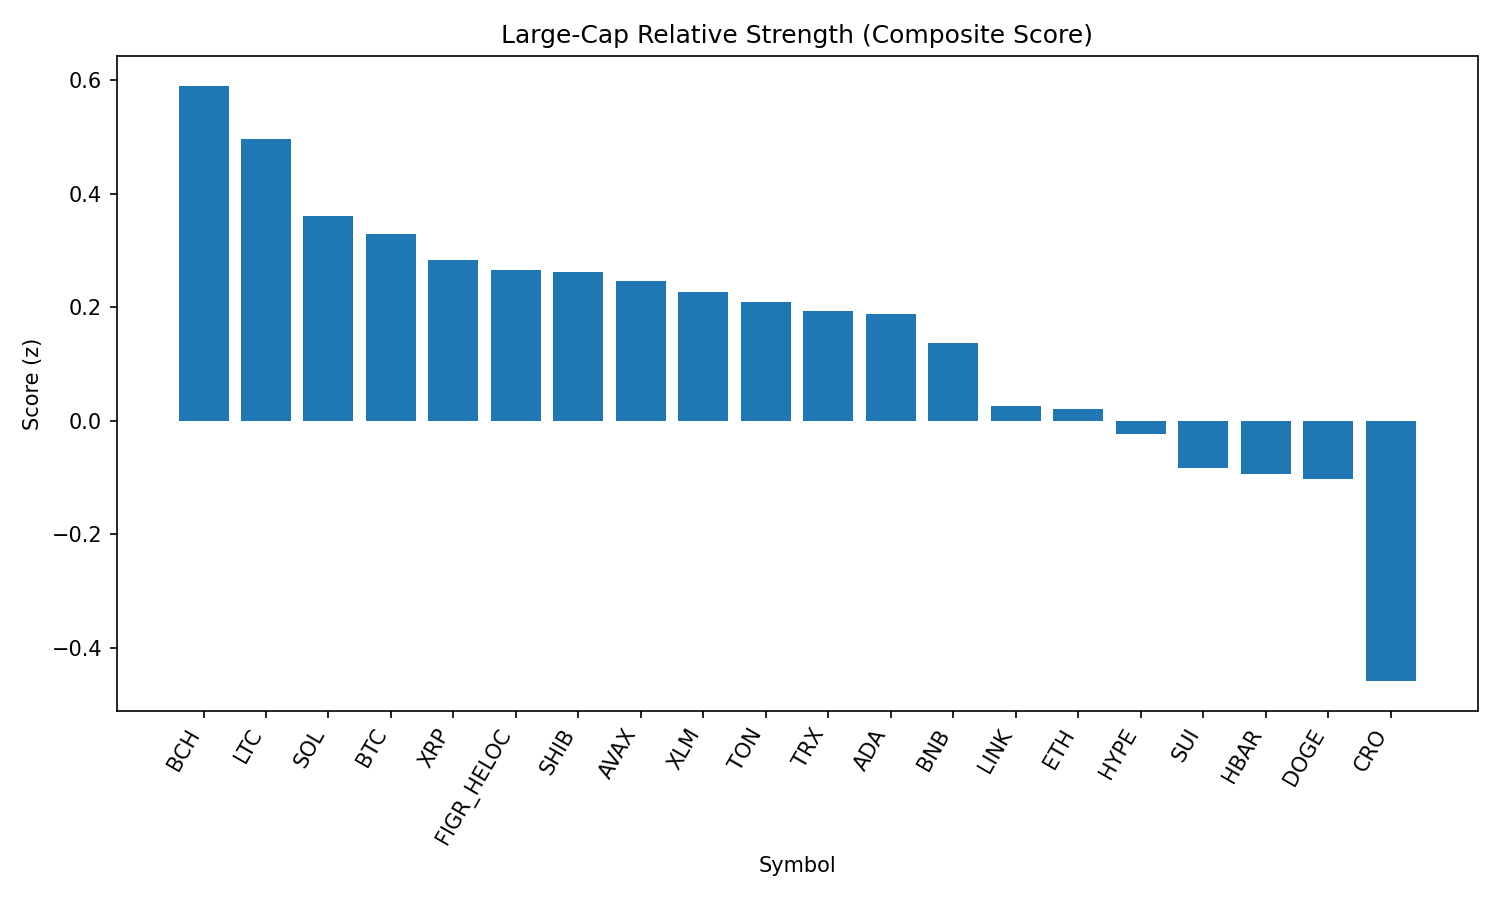 Large-Cap Relative Strength (Composite Score)
0.6
0.4
0.2
0.0
−0.2
−0.4
Score (z)
BCH
LTC
SOL
BTC
XRP
FIGR_HELOC
SHIB
AVAX
XLM
TON
TRX
ADA
BNB
LINK
ETH
HYPE
SUI
HBAR
DOGE
CRO
Symbol